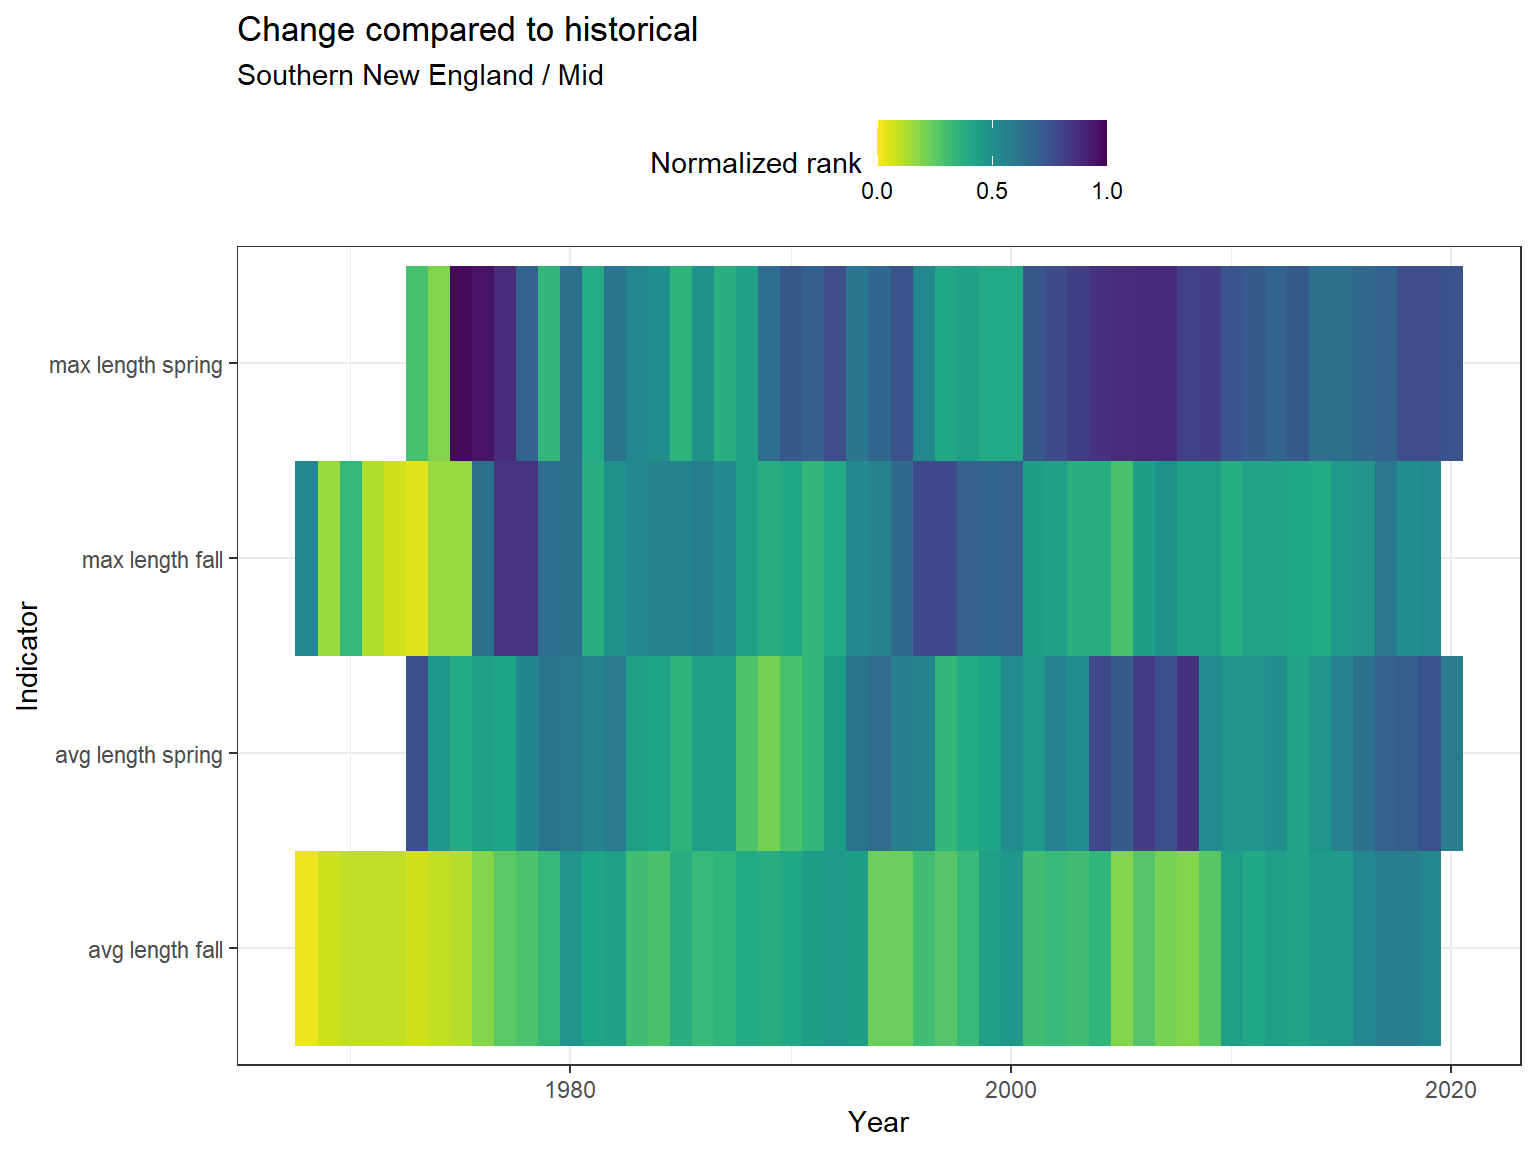 Change compared to historical
Southern New England / Mid
Normalized rank
0.0 0.5 1.0
max length spring
max length fall
avg length spring
avg length fall
Indicator
1980 2000 2020
Year